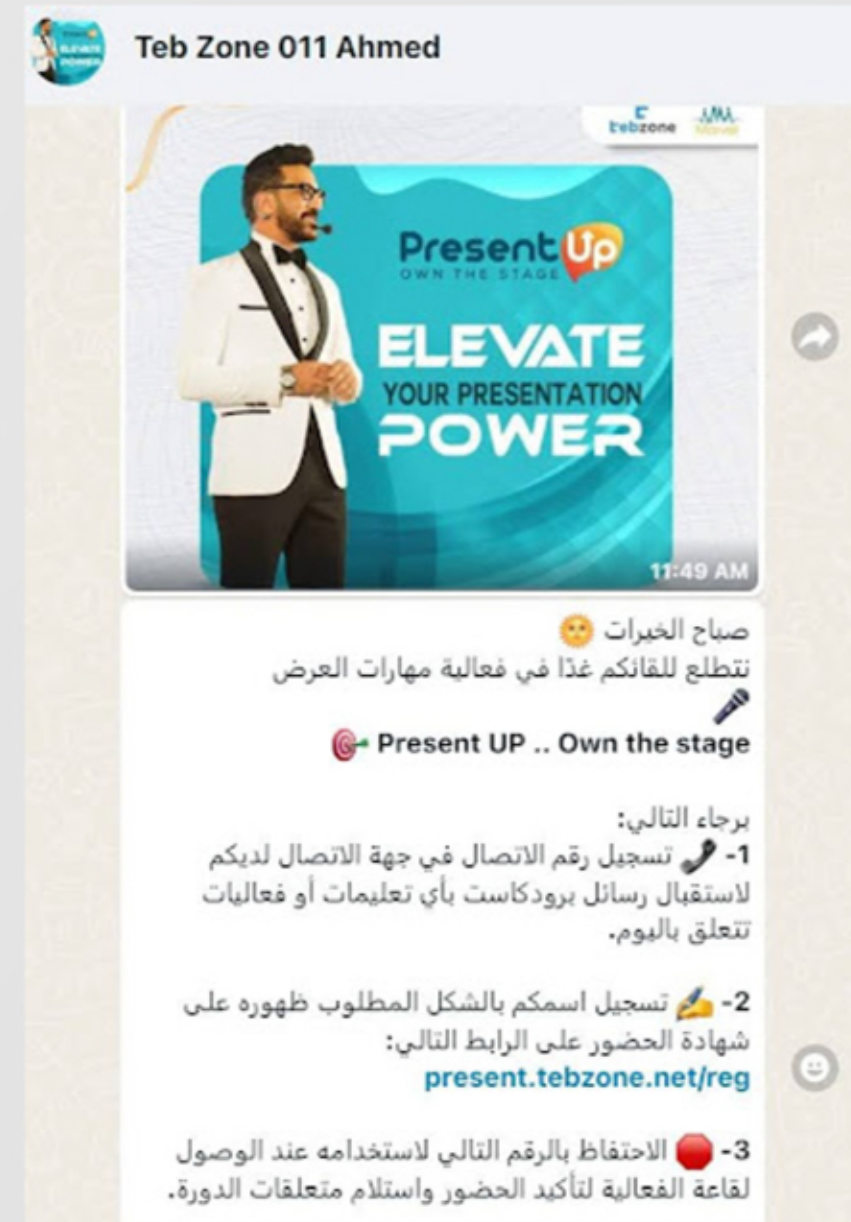 Teb Zone 011 Ahmed
tebzone
Marvel
Present Up
OWN THE STAGE
ELEVATE
YOUR PRESENTATION
POWER
11:49 AM
صباح الخيرات 🌞
نتطلع للقائكم غدًا في فعالية مهارات العرض
🎤
Present UP .. Own the stage 🎯
برجاء التالي:
1- 📞 تسجيل رقم الاتصال في جهة الاتصال لديكم
لاستقبال رسائل برودكاست بأي تعليمات أو فعاليات
تتعلق باليوم.
2- ✍️ تسجيل اسمكم بالشكل المطلوب ظهوره على
شهادة الحضور على الرابط التالي:
present.tebzone.net/reg
3- 🛑 الاحتفاظ بالرقم التالي لاستخدامه عند الوصول
لقاعة الفعالية لتأكيد الحضور واستلام متعلقات الدورة.